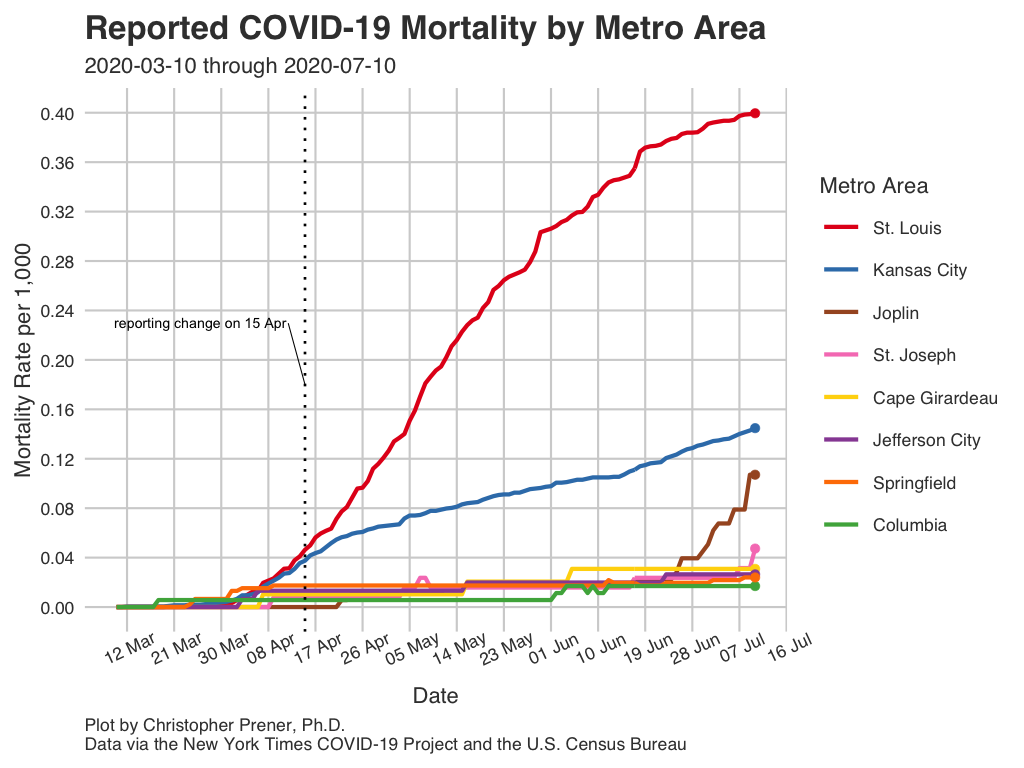 Reported COVID-19 Mortality by Metro Area
2020-03-10 through 2020-07-10
Mortality Rate per 1,000
0.40
0.36
0.32
0.28
0.24
0.20
0.16
0.12
0.08
0.04
0.00
reporting change on 15 Apr
12 Mar
21 Mar
30 Mar
08 Apr
17 Apr
26 Apr
05 May
14 May
23 May
01 Jun
10 Jun
19 Jun
28 Jun
07 Jul
16 Jul
Date
Metro Area
St. Louis
Kansas City
Joplin
St. Joseph
Cape Girardeau
Jefferson City
Springfield
Columbia
Plot by Christopher Prener, Ph.D.
Data via the New York Times COVID-19 Project and the U.S. Census Bureau